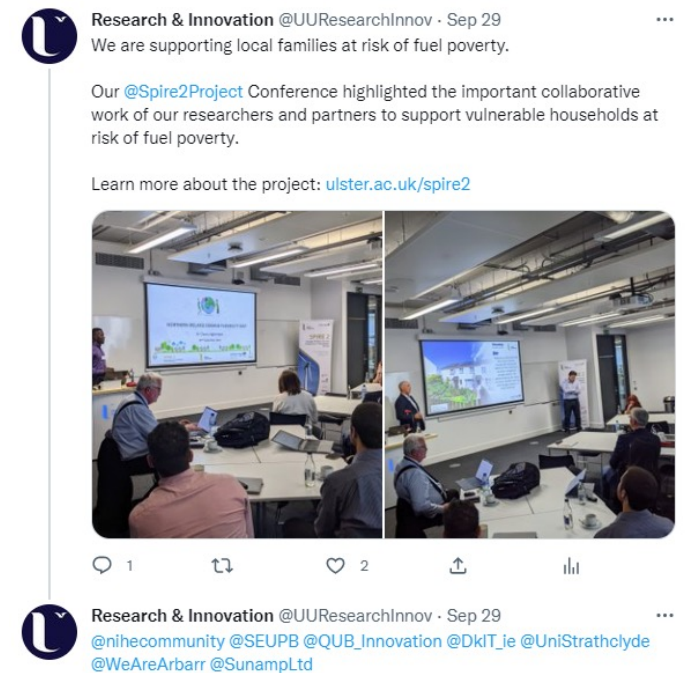 Research & Innovation @UUResearchInnov · Sep 29
We are supporting local families at risk of fuel poverty.
Our @Spire2Project Conference highlighted the important collaborative
work of our researchers and partners to support vulnerable households at
risk of fuel poverty.
Learn more about the project: ulster.ac.uk/spire2
SPIRE 2
1
2
Research & Innovation @UUResearchInnov · Sep 29
@nihecommunity @SEUPB @QUB_Innovation @DkIT_ie @UniStrathclyde
@WeAreArbarr @SunampLtd